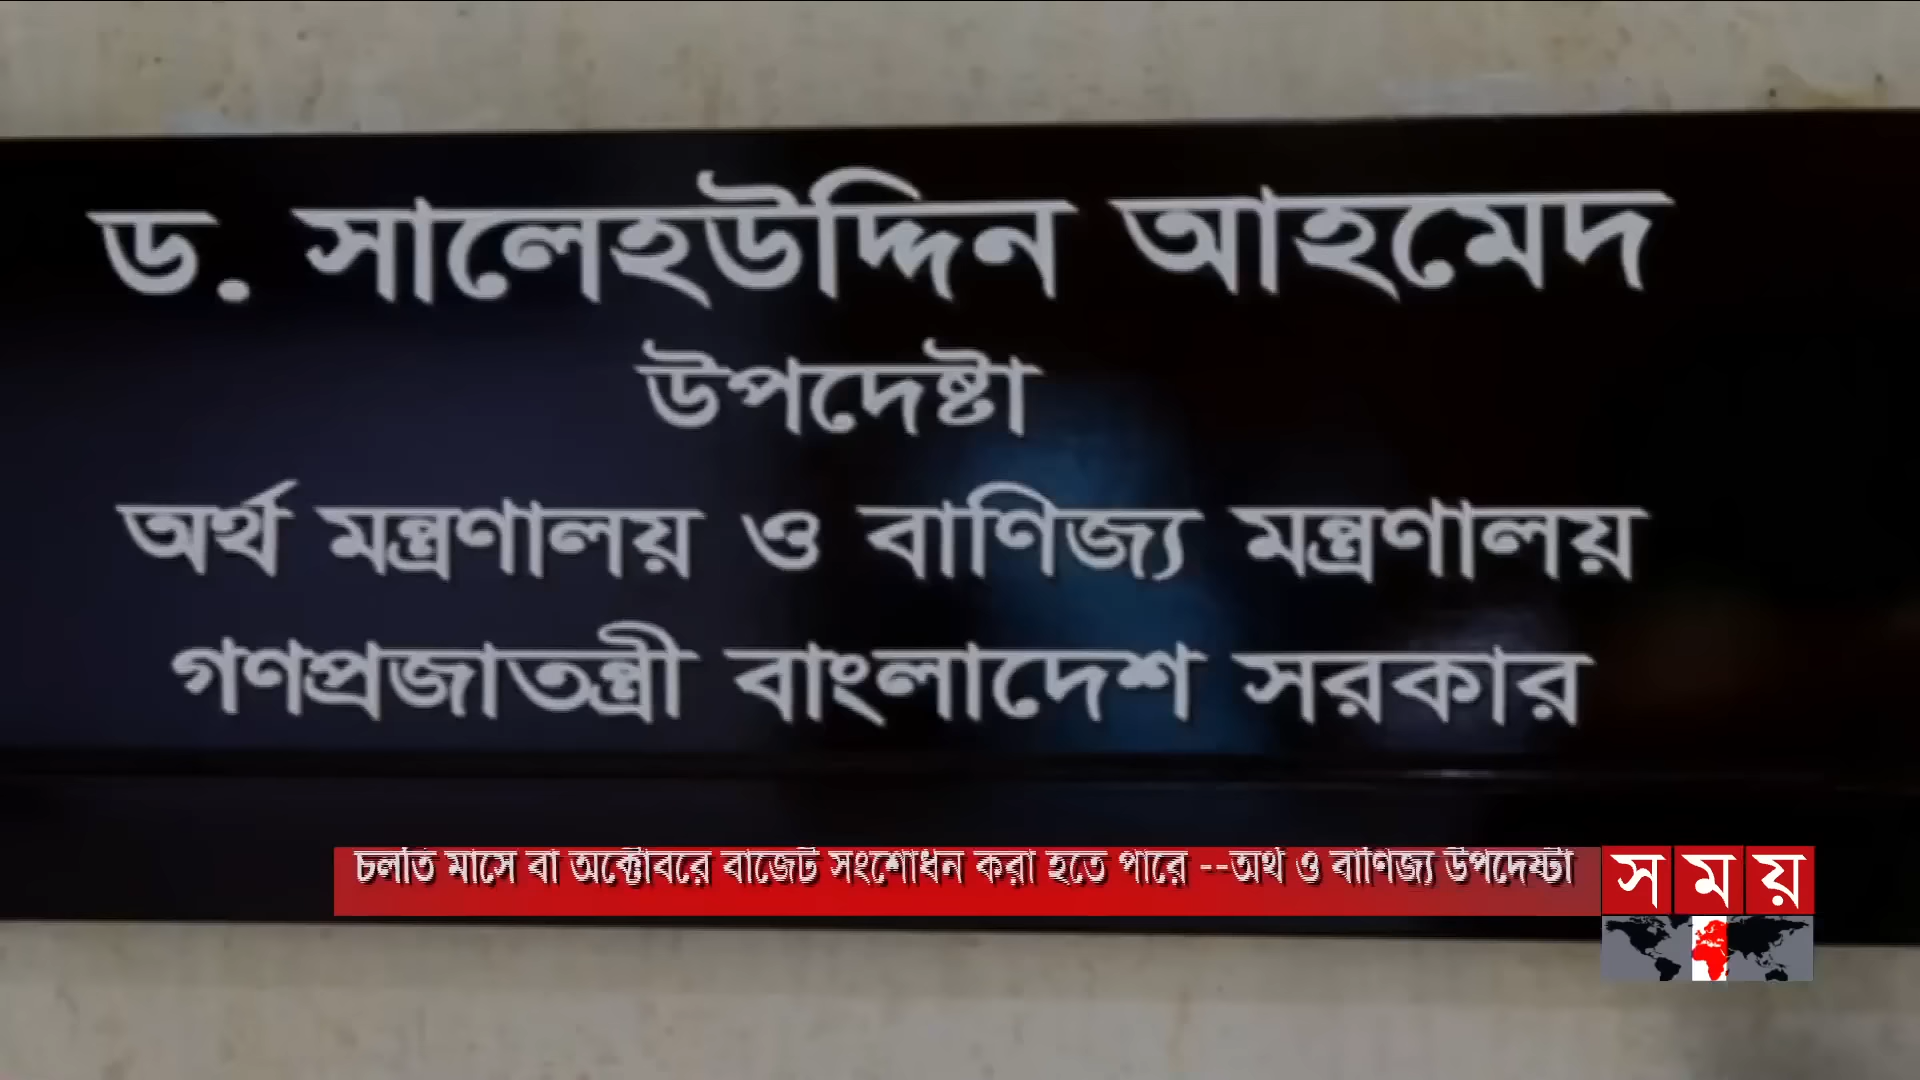 ড. সালেহউদ্দিন আহমেদ
উপদেষ্টা
অর্থ মন্ত্রণালয় ও বাণিজ্য মন্ত্রণালয়
গণপ্রজাতন্ত্রী বাংলাদেশ সরকার
চলতি মাসে বা অক্টোবরে বাজেট সংশোধন করা হতে পারে --অর্থ ও বাণিজ্য উপদেষ্টা
সময়